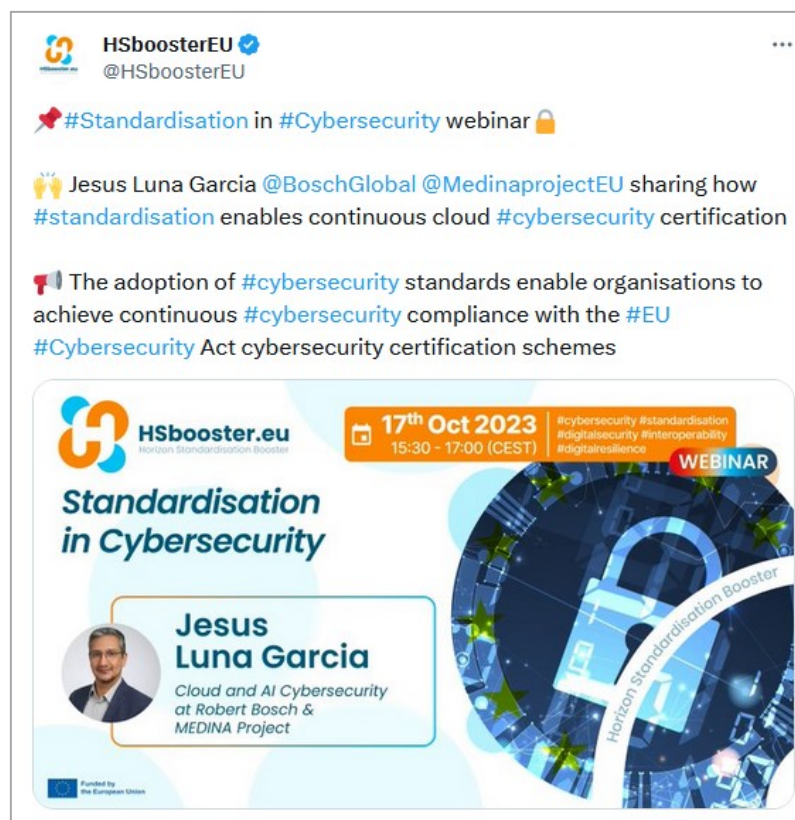 HSboosterEU
@HSboosterEU
📌#Standardisation in #Cybersecurity webinar🔒
🙌 Jesus Luna Garcia @BoschGlobal @MedinaprojectEU sharing how
#standardisation enables continuous cloud #cybersecurity certification
📢 The adoption of #cybersecurity standards enable organisations to
achieve continuous #cybersecurity compliance with the #EU
#Cybersecurity Act cybersecurity certification schemes
HSbooster.eu
HSbooster.eu
Horizon Standardisation Booster
17th Oct 2023
15:30 - 17:00 (CEST)
#cybersecurity #standardisation
#digitalsecurity #interoperability
#digitalresilience
WEBINAR
Standardisation
in Cybersecurity
Jesus
Luna Garcia
Cloud and AI Cybersecurity
at Robert Bosch &
MEDINA Project
Horizon Standardisation Booster
Funded by
the European Union